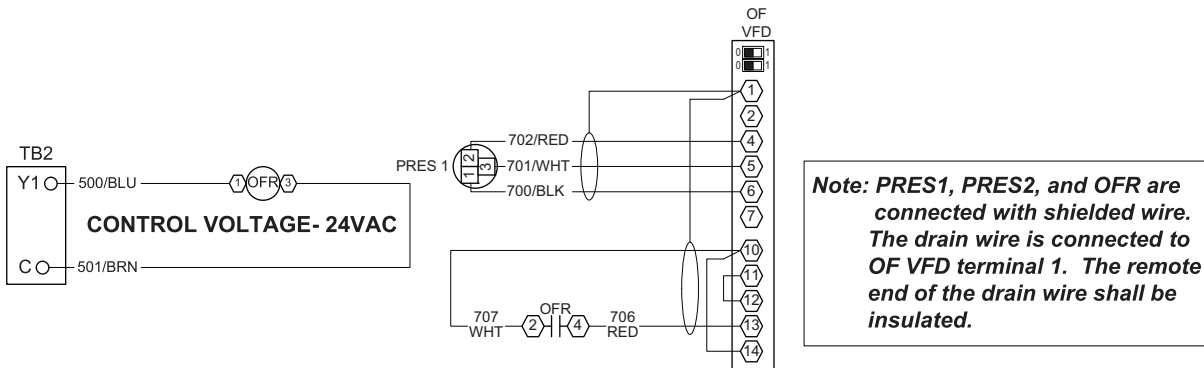 OF
VFD
0 1
0 1
1
2
702/RED
4
TB2
PRES 1
2
1
3
701/WHT
5
Y1
500/BLU
1
OFR
3
700/BLK
6
CONTROL VOLTAGE- 24VAC
7
C
501/BRN
10
11
12
707
WHT
2
OFR
4
706
RED
13
14
Note: PRES1, PRES2, and OFR are
connected with shielded wire.
The drain wire is connected to
OF VFD terminal 1. The remote
end of the drain wire shall be
insulated.